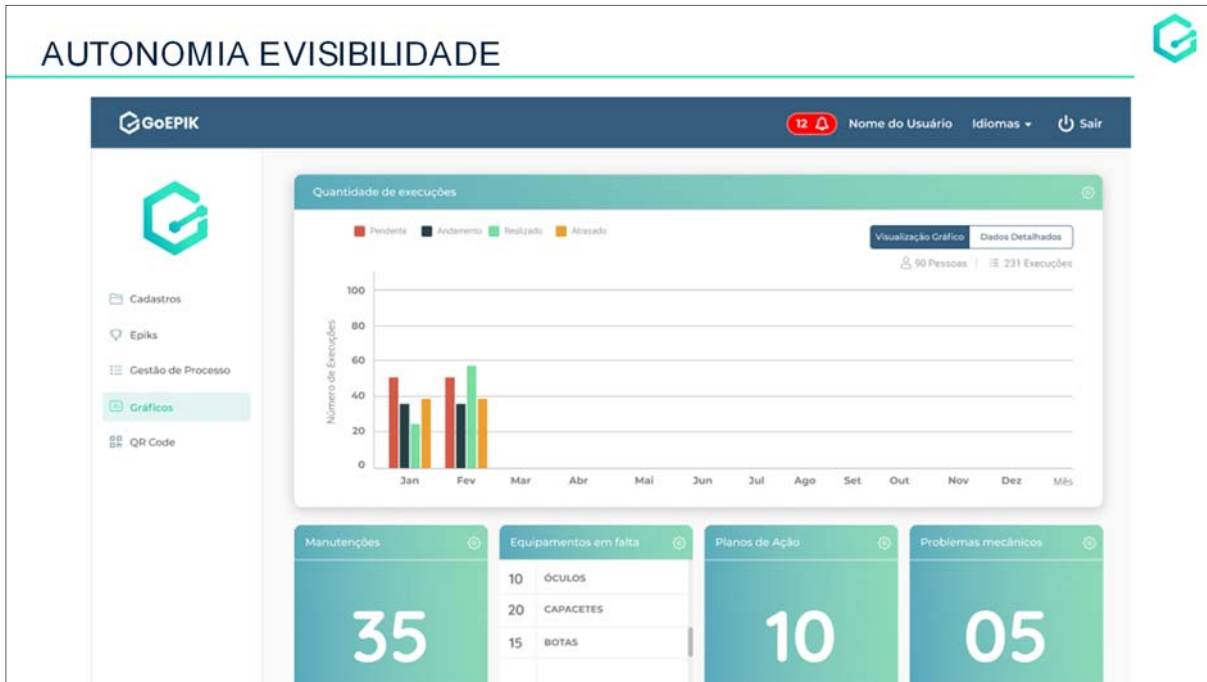 AUTONOMIA E VISIBILIDADE
GOEPIK
12 Nome do Usuário Idiomas Sair
Quantidade de execuções
Pendente Andamento Realizado Atrasado
Visualização Gráfico Dados Detalhados
90 Pessoas 231 Execuções
Cadastros
Epiks
Gestão de Processo
Gráficos
QR Code
Número de Execuções
100
80
60
40
20
0
Jan Fev Mar Abr Mai Jun Jul Ago Set Out Nov Dez Mês
Manutenções
35
Equipamentos em falta
10 ÓCULOS
20 CAPACETES
15 BOTAS
Planos de Ação
10
Problemas mecânicos
05